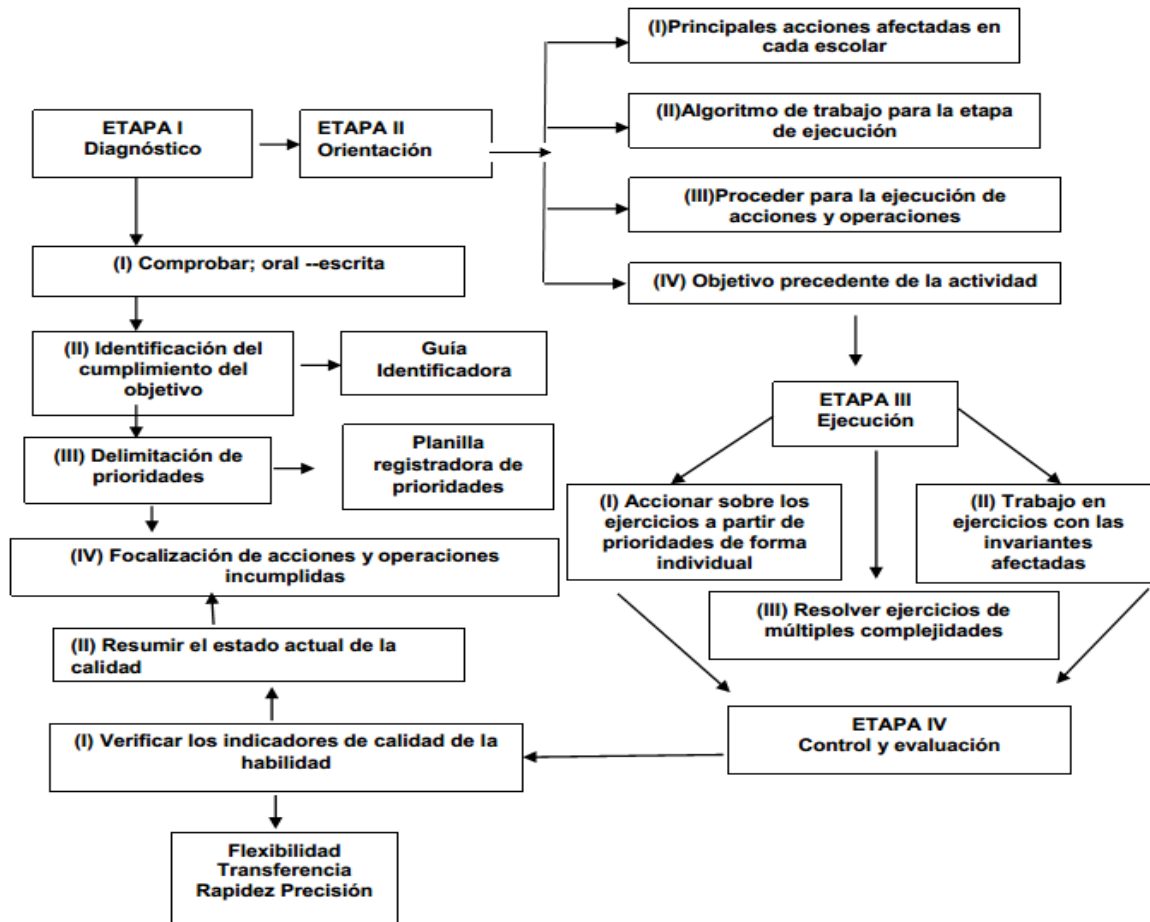 ETAPA I
Diagnóstico
ETAPA II
Orientación
(I)Principales acciones afectadas en
cada escolar
(II)Algoritmo de trabajo para la etapa
de ejecución
(III)Proceder para la ejecución de
acciones y operaciones
(IV) Objetivo precedente de la actividad
(I) Comprobar; oral --escrita
(II) Identificación del
cumplimiento del
objetivo
Guía
Identificadora
(III) Delimitación de
prioridades
Planilla
registradora de
prioridades
(IV) Focalización de acciones y operaciones
incumplidas
ETAPA III
Ejecución
(I) Accionar sobre los
ejercicios a partir de
prioridades de forma
individual
(II) Trabajo en
ejercicios con las
invariantes
afectadas
(III) Resolver ejercicios de
múltiples complejidades
ETAPA IV
Control y evaluación
(II) Resumir el estado actual de la
calidad
(I) Verificar los indicadores de calidad de la
habilidad
Flexibilidad
Transferencia
Rapidez Precisión